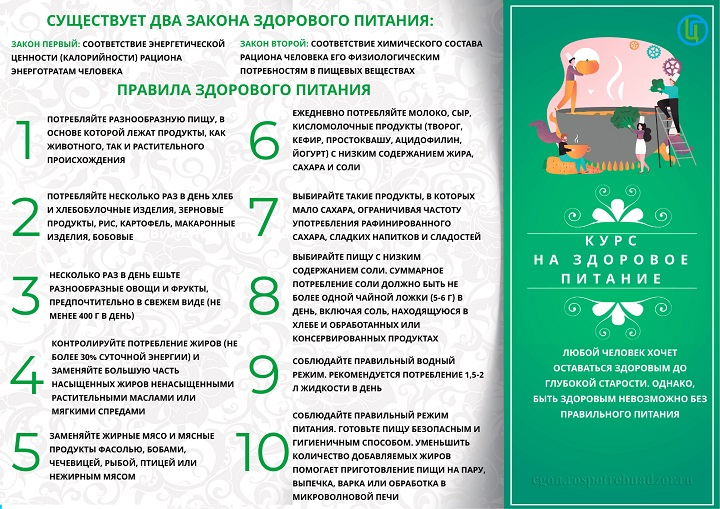 СУЩЕСТВУЕТ ДВА ЗАКОНА ЗДОРОВОГО ПИТАНИЯ:
ЗАКОН ПЕРВЫЙ: СООТВЕТСТВИЕ ЭНЕРГЕТИЧЕСКОЙ
ЦЕННОСТИ (КАЛОРИЙНОСТИ) РАЦИОНА
ЭНЕРГОТРАТАМ ЧЕЛОВЕКА
ЗАКОН ВТОРОЙ: СООТВЕТСТВИЕ ХИМИЧЕСКОГО СОСТАВА
РАЦИОНА ЧЕЛОВЕКА ЕГО ФИЗИОЛОГИЧЕСКИМ
ПОТРЕБНОСТЯМ В ПИЩЕВЫХ ВЕЩЕСТВАХ
ПРАВИЛА ЗДОРОВОГО ПИТАНИЯ
1
ПОТРЕБЛЯЙТЕ РАЗНООБРАЗНУЮ ПИЩУ, В
ОСНОВЕ КОТОРОЙ ЛЕЖАТ ПРОДУКТЫ, КАК
ЖИВОТНОГО, ТАК И РАСТИТЕЛЬНОГО
ПРОИСХОЖДЕНИЯ
2
ПОТРЕБЛЯЙТЕ НЕСКОЛЬКО РАЗ В ДЕНЬ ХЛЕБ
И ХЛЕБОБУЛОЧНЫЕ ИЗДЕЛИЯ, ЗЕРНОВЫЕ
ПРОДУКТЫ, РИС, КАРТОФЕЛЬ, МАКАРОННЫЕ
ИЗДЕЛИЯ, БОБОВЫЕ
3
НЕСКОЛЬКО РАЗ В ДЕНЬ ЕШЬТЕ
РАЗНООБРАЗНЫЕ ОВОЩИ И ФРУКТЫ,
ПРЕДПОЧТИТЕЛЬНО В СВЕЖЕМ ВИДЕ (НЕ
МЕНЕЕ 400 Г В ДЕНЬ)
4
КОНТРОЛИРУЙТЕ ПОТРЕБЛЕНИЕ ЖИРОВ (НЕ
БОЛЕЕ 30% СУТОЧНОЙ ЭНЕРГИИ) И
ЗАМЕНЯЙТЕ БОЛЬШУЮ ЧАСТЬ
НАСЫЩЕННЫХ ЖИРОВ НЕНАСЫЩЕННЫМИ
РАСТИТЕЛЬНЫМИ МАСЛАМИ ИЛИ
МЯГКИМИ СПРЕДАМИ
5
ЗАМЕНЯЙТЕ ЖИРНЫЕ МЯСО И МЯСНЫЕ
ПРОДУКТЫ ФАСОЛЬЮ, БОБАМИ,
ЧЕЧЕВИЦЕЙ, РЫБОЙ, ПТИЦЕЙ ИЛИ
НЕЖИРНЫМ МЯСОМ
6
ЕЖЕДНЕВНО ПОТРЕБЛЯЙТЕ МОЛОКО, СЫР,
КИСЛОМОЛОЧНЫЕ ПРОДУКТЫ (ТВОРОГ,
КЕФИР, ПРОСТОКВАШУ, АЦИДОФИЛИН,
ЙОГУРТ) С НИЗКИМ СОДЕРЖАНИЕМ ЖИРА,
САХАРА И СОЛИ
7
ВЫБИРАЙТЕ ТАКИЕ ПРОДУКТЫ, В КОТОРЫХ
МАЛО САХАРА, ОГРАНИЧИВАЯ ЧАСТОТУ
УПОТРЕБЛЕНИЯ РАФИНИРОВАННОГО
САХАРА, СЛАДКИХ НАПИТКОВ И СЛАДОСТЕЙ
8
ВЫБИРАЙТЕ ПИЩУ С НИЗКИМ
СОДЕРЖАНИЕМ СОЛИ. СУММАРНОЕ
ПОТРЕБЛЕНИЕ СОЛИ ДОЛЖНО БЫТЬ НЕ
БОЛЕЕ ОДНОЙ ЧАЙНОЙ ЛОЖКИ (5-6 Г) В
ДЕНЬ, ВКЛЮЧАЯ СОЛЬ, НАХОДЯЩУЮСЯ В
ХЛЕБЕ И ОБРАБОТАННЫХ ИЛИ
КОНСЕРВИРОВАННЫХ ПРОДУКТАХ
9
СОБЛЮДАЙТЕ ПРАВИЛЬНЫЙ ВОДНЫЙ
РЕЖИМ. РЕКОМЕНДУЕТСЯ ПОТРЕБЛЕНИЕ 1,5-2
Л ЖИДКОСТИ В ДЕНЬ
10
СОБЛЮДАЙТЕ ПРАВИЛЬНЫЙ РЕЖИМ
ПИТАНИЯ. ГОТОВЬТЕ ПИЩУ БЕЗОПАСНЫМ И
ГИГИЕНИЧНЫМ СПОСОБОМ. УМЕНЬШИТЬ
КОЛИЧЕСТВО ДОБАВЛЯЕМЫХ ЖИРОВ
ПОМОГАЕТ ПРИГОТОВЛЕНИЕ ПИЩИ НА ПАРУ,
ВЫПЕЧКА, ВАРКА ИЛИ ОБРАБОТКА В
МИКРОВОЛНОВОЙ ПЕЧИ
КУРС
НА ЗДОРОВОЕ
ПИТАНИЕ
ЛЮБОЙ ЧЕЛОВЕК ХОЧЕТ
ОСТАВАТЬСЯ ЗДОРОВЫМ ДО
ГЛУБОКОЙ СТАРОСТИ. ОДНАКО,
БЫТЬ ЗДОРОВЫМ НЕВОЗМОЖНО БЕЗ
ПРАВИЛЬНОГО ПИТАНИЯ
cgon.rospotrebnadzor.ru